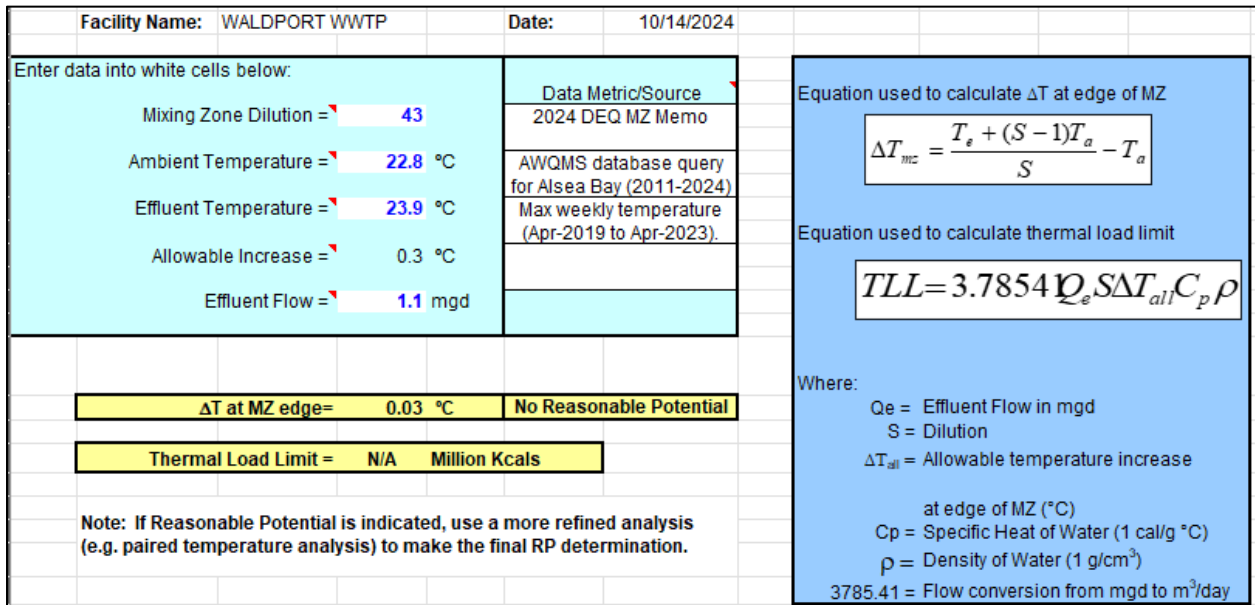 Facility Name: WALDPORT WWTP Date: 10/14/2024
Enter data into white cells below:
Data Metric/Source
Mixing Zone Dilution = 43
2024 DEQ MZ Memo
Ambient Temperature = 22.8 °C
AWQMS database query
for Alsea Bay (2011-2024)
Effluent Temperature = 23.9 °C
Max weekly temperature
(Apr-2019 to Apr-2023).
Allowable Increase = 0.3 °C
Effluent Flow = 1.1 mgd
ΔT at MZ edge= 0.03 °C No Reasonable Potential
Thermal Load Limit = N/A Million Kcals
Note: If Reasonable Potential is indicated, use a more refined analysis
(e.g. paired temperature analysis) to make the final RP determination.
Equation used to calculate ΔT at edge of MZ
ΔT_mz = (T_e + (S − 1)T_a) / S − T_a
Equation used to calculate thermal load limit
TLL=3.78541Q_eSΔT_allC_pρ
Where:
Qe = Effluent Flow in mgd
S = Dilution
ΔT_all = Allowable temperature increase
at edge of MZ (°C)
Cp = Specific Heat of Water (1 cal/g °C)
ρ = Density of Water (1 g/cm³)
3785.41 = Flow conversion from mgd to m³/day